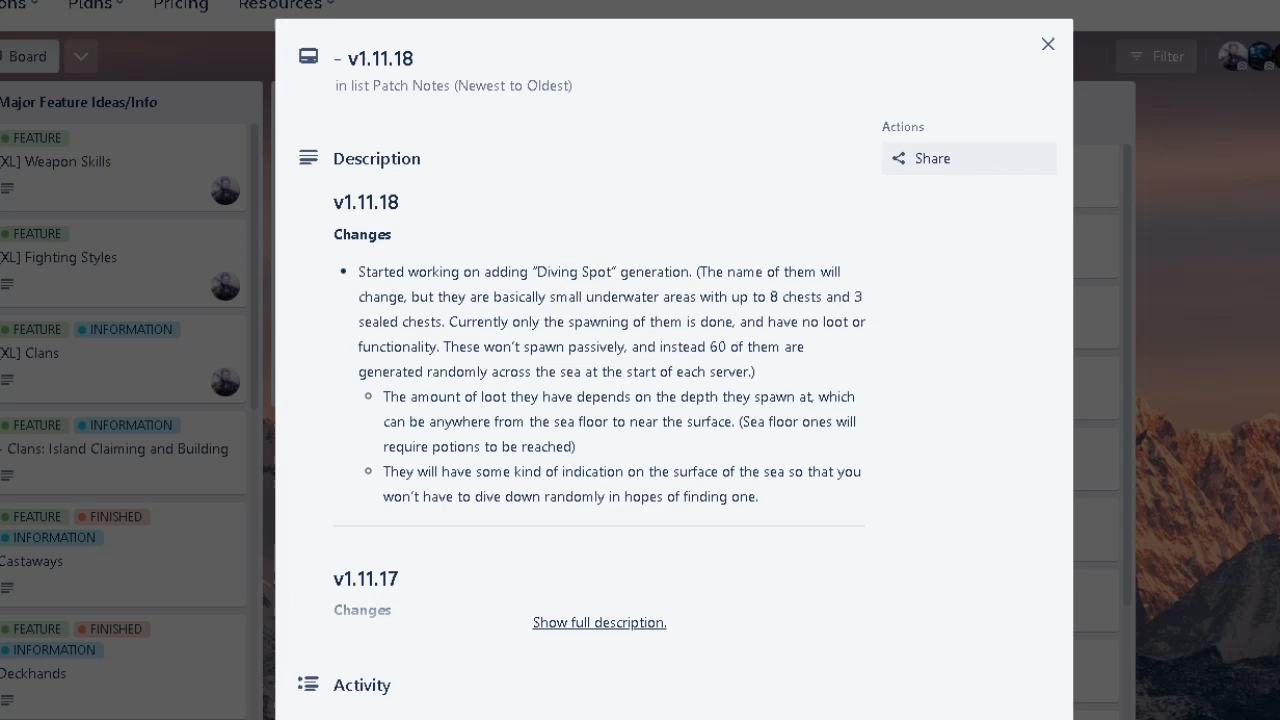 Plans
Pricing
Resources
Board
Filter
Major Feature Ideas/Info
FEATURE
[XL] Weapon Skills
FEATURE
[XL] Fighting Styles
FEATURE INFORMATION
[XL] Clans
FEATURE INFORMATION
- Clans: Island Claiming and Building
FEATURE FINISHED
INFORMATION
Castaways
FEATURE FINISHED
INFORMATION
Deckhands
- v1.11.18
in list Patch Notes (Newest to Oldest)
Actions
Share
Description
v1.11.18
Changes
Started working on adding "Diving Spot" generation. (The name of them will
change, but they are basically small underwater areas with up to 8 chests and 3
sealed chests. Currently only the spawning of them is done, and have no loot or
functionality. These won't spawn passively, and instead 60 of them are
generated randomly across the sea at the start of each server.)
The amount of loot they have depends on the depth they spawn at, which
can be anywhere from the sea floor to near the surface. (Sea floor ones will
require potions to be reached)
They will have some kind of indication on the surface of the sea so that you
won't have to dive down randomly in hopes of finding one.
v1.11.17
Changes
Show full description.
Activity